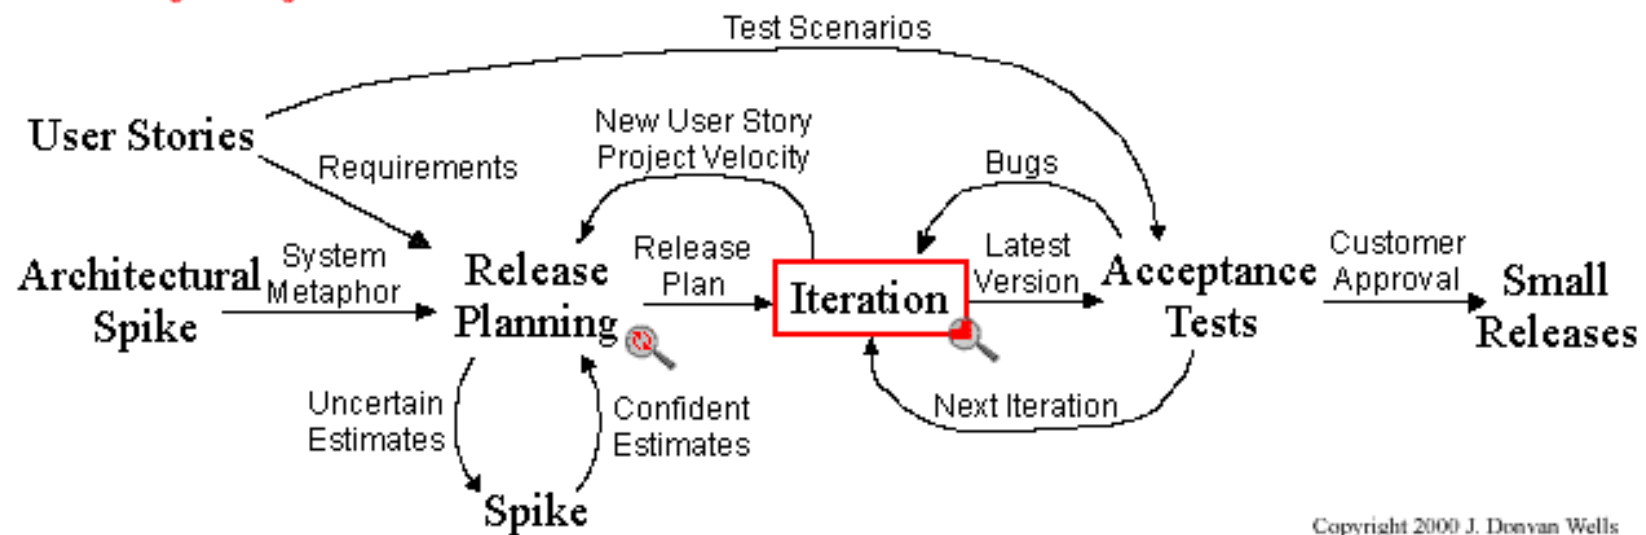 Test Scenarios
User Stories
Requirements
New User Story
Project Velocity
Bugs
Architectural
Spike
System
Metaphor
Release
Planning
Release
Plan
Iteration
Latest
Version
Acceptance
Tests
Customer
Approval
Small
Releases
Uncertain
Estimates
Confident
Estimates
Next Iteration
Spike
Copyright 2000 J. Donvan Wells